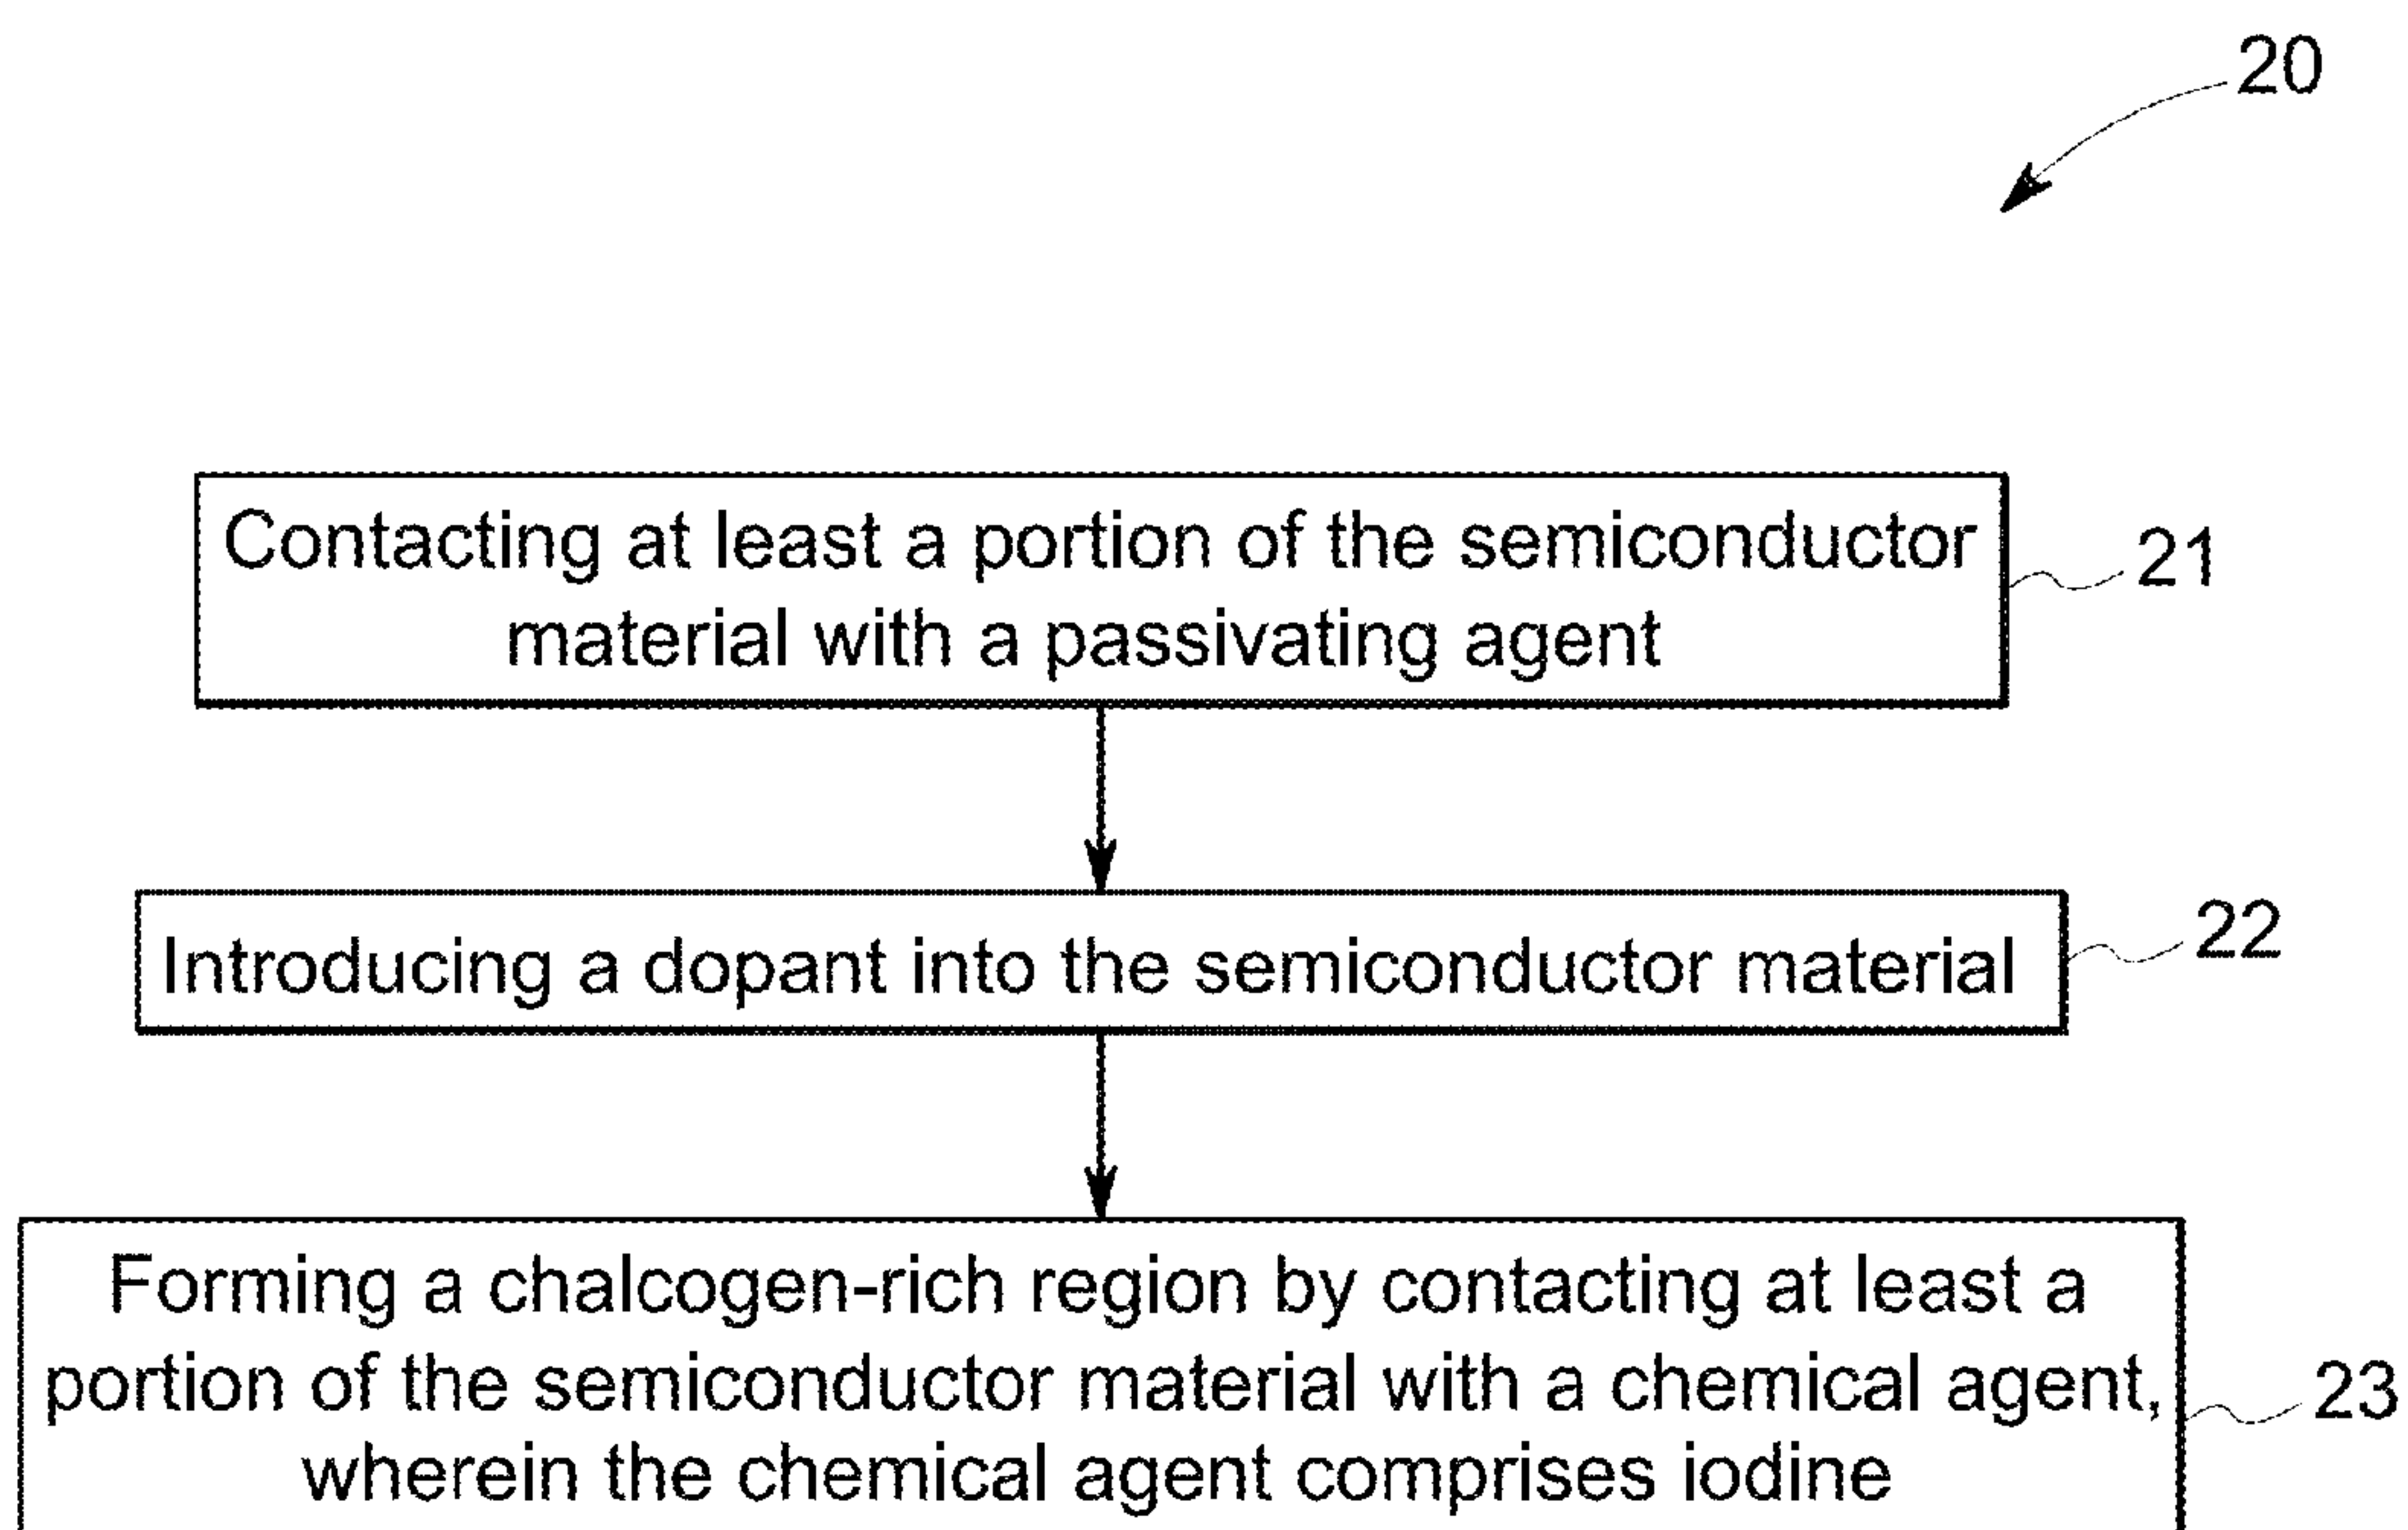 20
Contacting at least a portion of the semiconductor
material with a passivating agent
21
Introducing a dopant into the semiconductor material
22
Forming a chalcogen-rich region by contacting at least a
portion of the semiconductor material with a chemical agent,
wherein the chemical agent comprises iodine
23